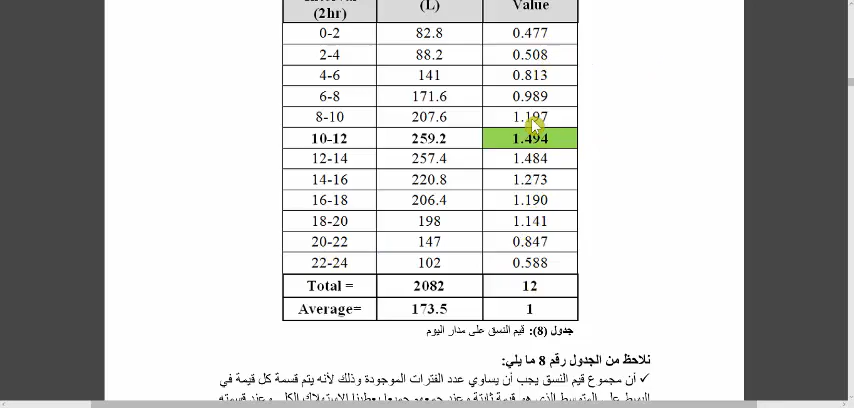 (2hr) (L) Value
0-2 82.8 0.477
2-4 88.2 0.508
4-6 141 0.813
6-8 171.6 0.989
8-10 207.6 1.197
10-12 259.2 1.494
12-14 257.4 1.484
14-16 220.8 1.273
16-18 206.4 1.190
18-20 198 1.141
20-22 147 0.847
22-24 102 0.588
Total = 2082 12
Average= 173.5 1
جدول (8): قيم النسق على مدار اليوم
نلاحظ من الجدول رقم 8 ما يلي:
✓ أن مجموع قيم النسق يجب أن يساوي عدد الفترات الموجودة وذلك لأنه يتم قسمة كل قيمة في